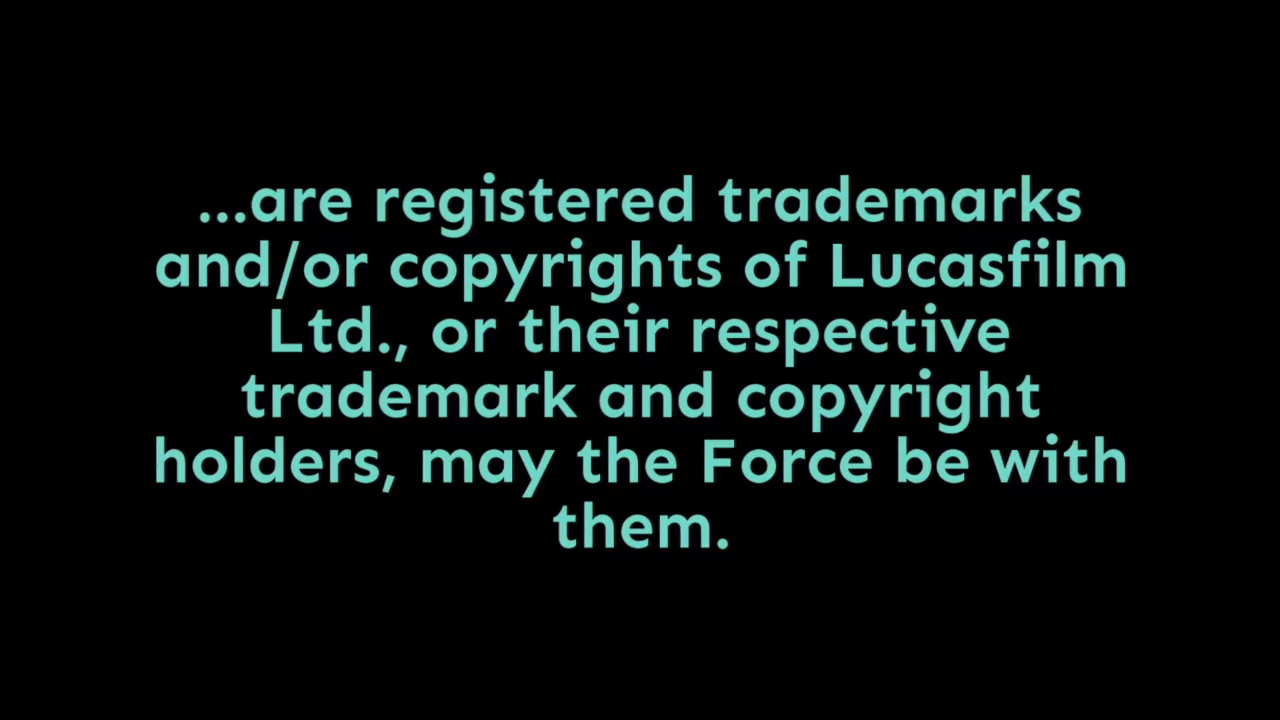 ...are registered trademarks
and/or copyrights of Lucasfilm
Ltd., or their respective
trademark and copyright
holders, may the Force be with
them.